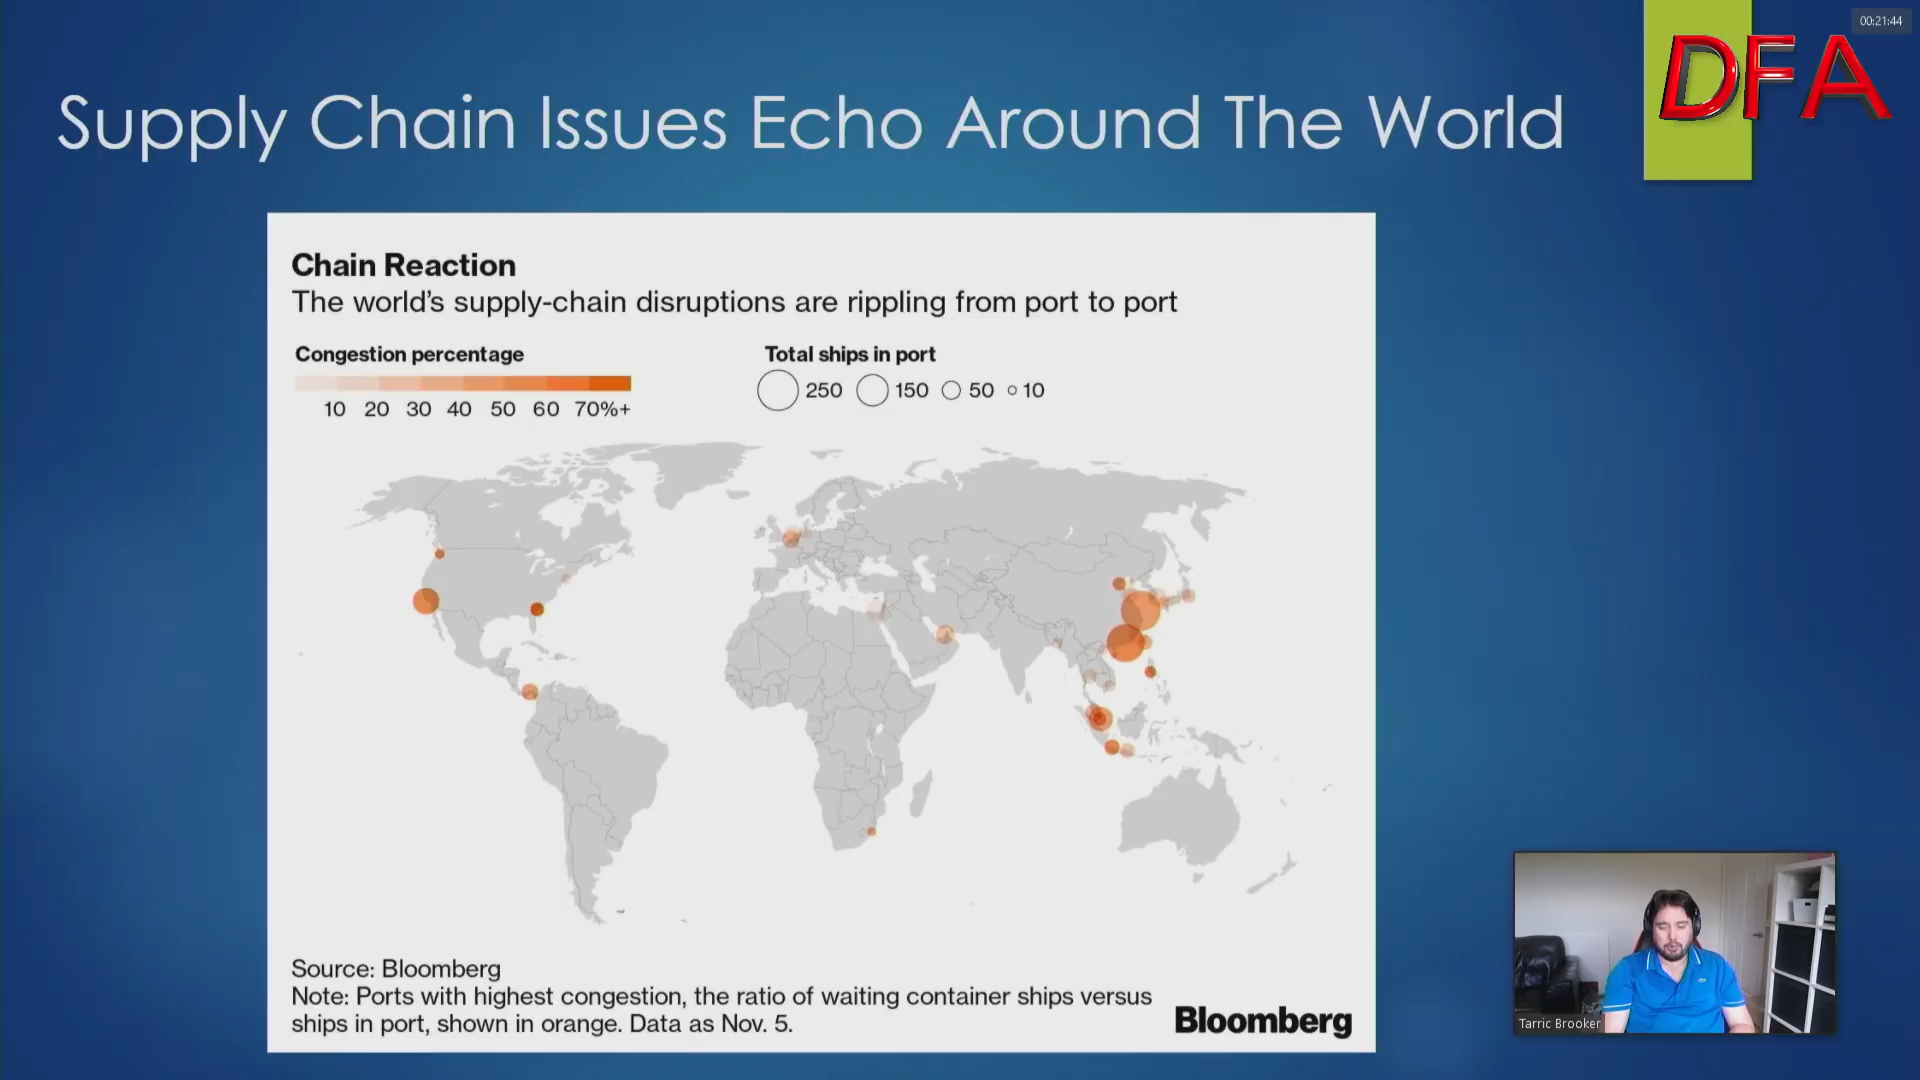 00:21:44
DFA
Supply Chain Issues Echo Around The World
Chain Reaction
The world's supply-chain disruptions are rippling from port to port
Congestion percentage
10 20 30 40 50 60 70%+
Total ships in port
250 150 50 10
Source: Bloomberg
Note: Ports with highest congestion, the ratio of waiting container ships versus
ships in port, shown in orange. Data as Nov. 5.
Bloomberg
Tarric Brooker